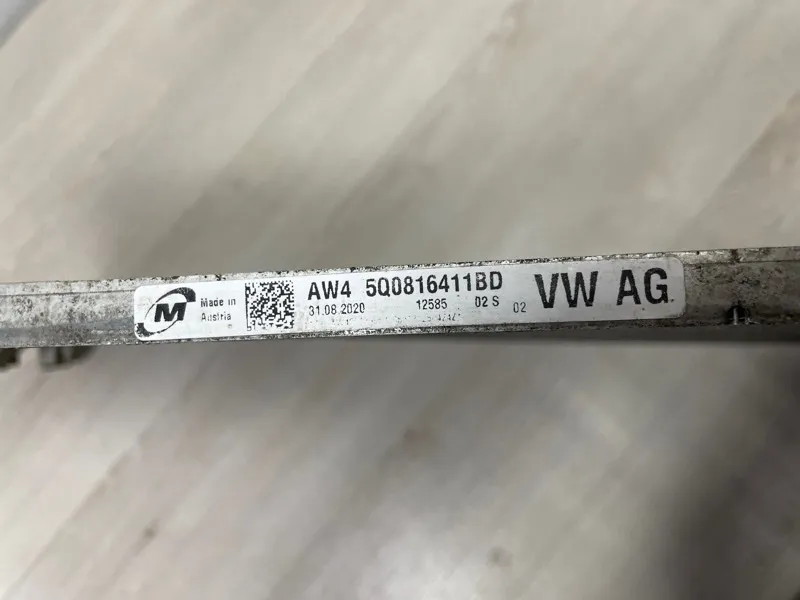 M
Made in
Austria
AW4 5Q0816411BD
31.08.2020 12585 02 S 02
VW AG